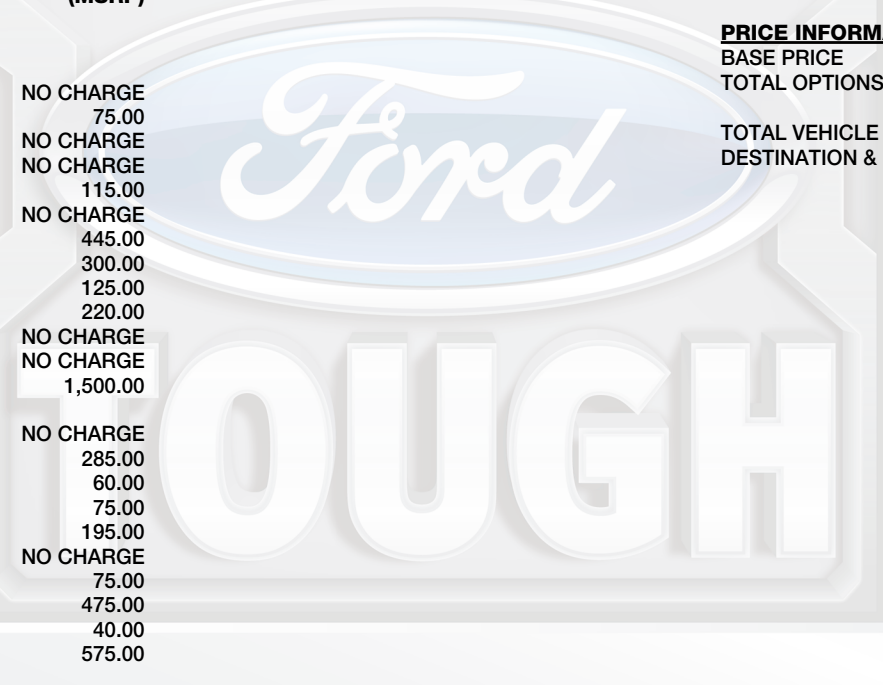 (MSRP)
NO CHARGE
75.00
NO CHARGE
NO CHARGE
115.00
NO CHARGE
445.00
300.00
125.00
220.00
NO CHARGE
NO CHARGE
1,500.00
NO CHARGE
285.00
60.00
75.00
195.00
NO CHARGE
75.00
475.00
40.00
575.00
PRICE INFORMA
BASE PRICE
TOTAL OPTIONS
TOTAL VEHICLE
DESTINATION &
Ford
TOUGH